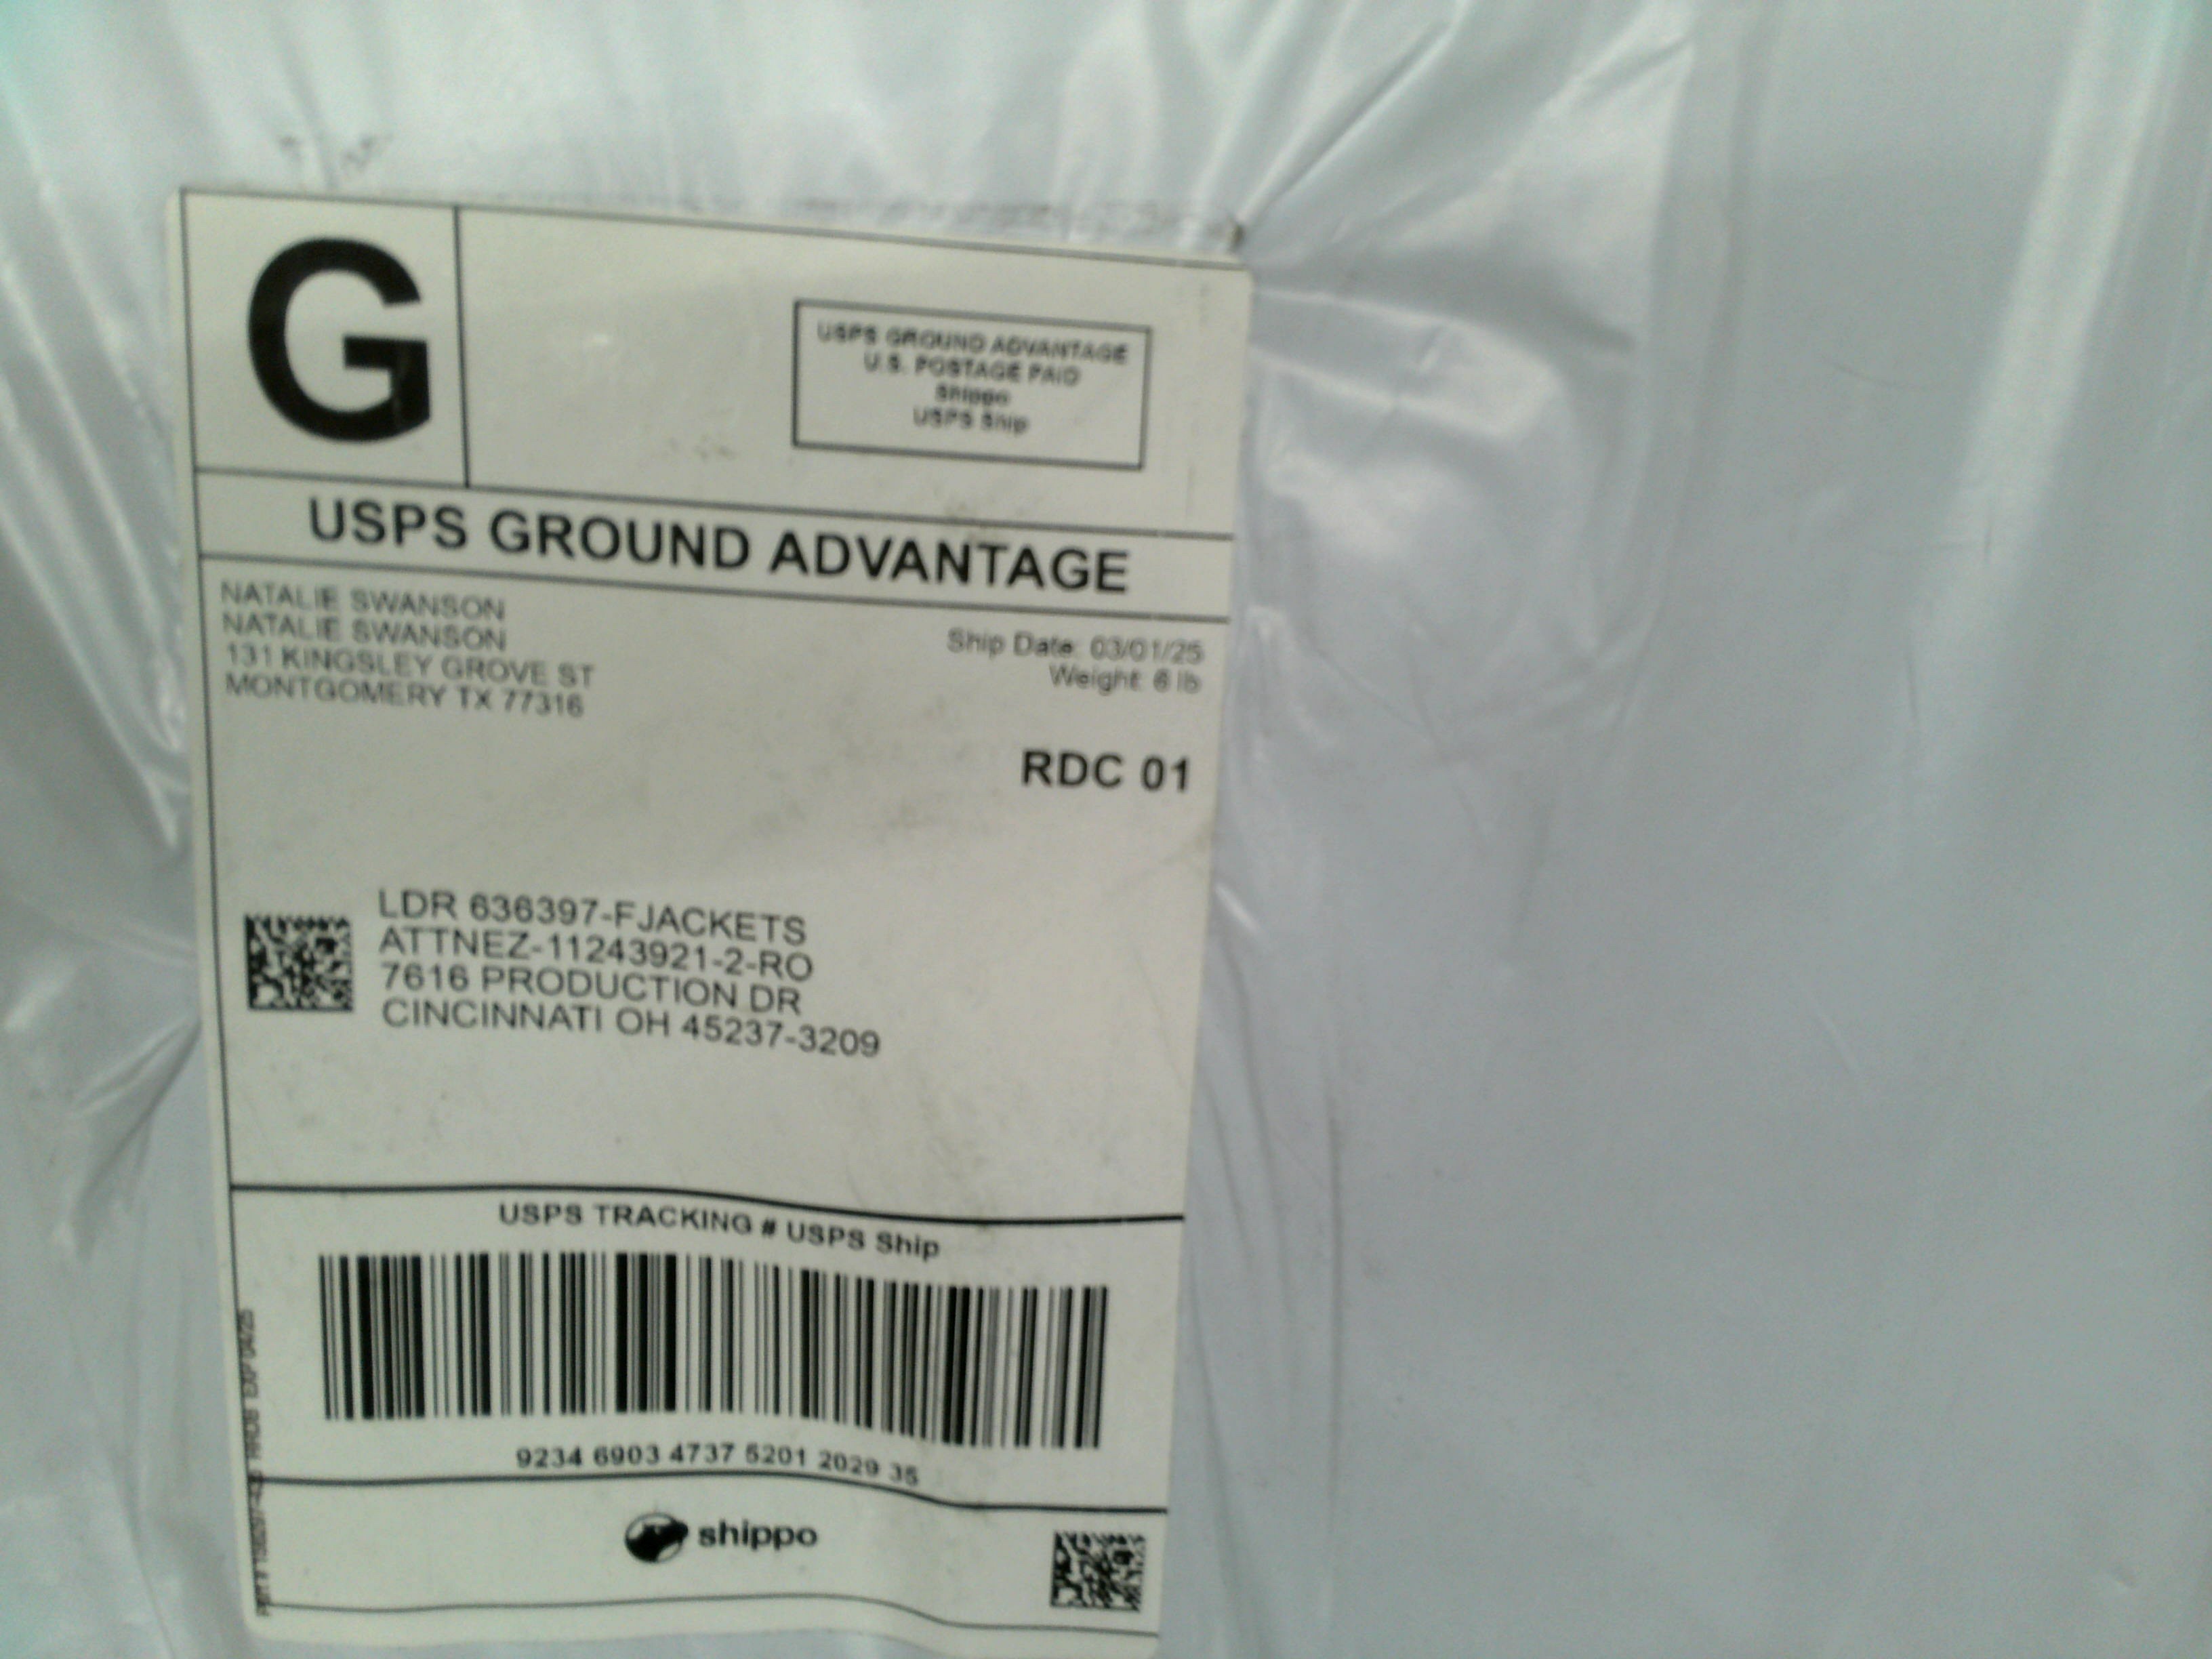 G
USPS GROUND ADVANTAGE
U.S. POSTAGE PAID
Shippo
USPS Ship
USPS GROUND ADVANTAGE
NATALIE SWANSON
NATALIE SWANSON
131 KINGSLEY GROVE ST
MONTGOMERY TX 77316
Ship Date: 03/01/25
Weight: 6 lb
RDC 01
LDR 636397-FJACKETS
ATTNEZ-11243921-2-RO
7616 PRODUCTION DR
CINCINNATI OH 45237-3209
USPS TRACKING # USPS Ship
9234 6903 4737 5201 2029 35
shippo
EXP 04/25